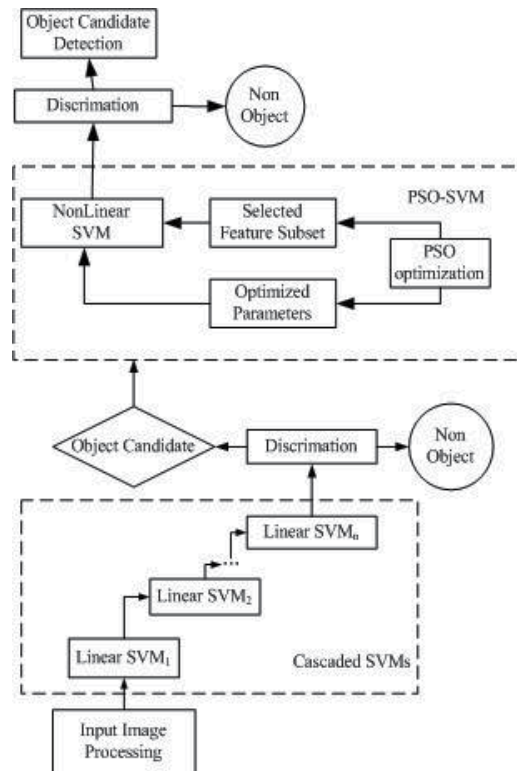 Object Candidate
Detection
Discrimation
Non
Object
PSO-SVM
NonLinear
SVM
Selected
Feature Subset
PSO
optimization
Optimized
Parameters
Object Candidate
Discrimation
Non
Object
Linear SVMₙ
...
Linear SVM₂
Linear SVM₁
Cascaded SVMs
Input Image
Processing